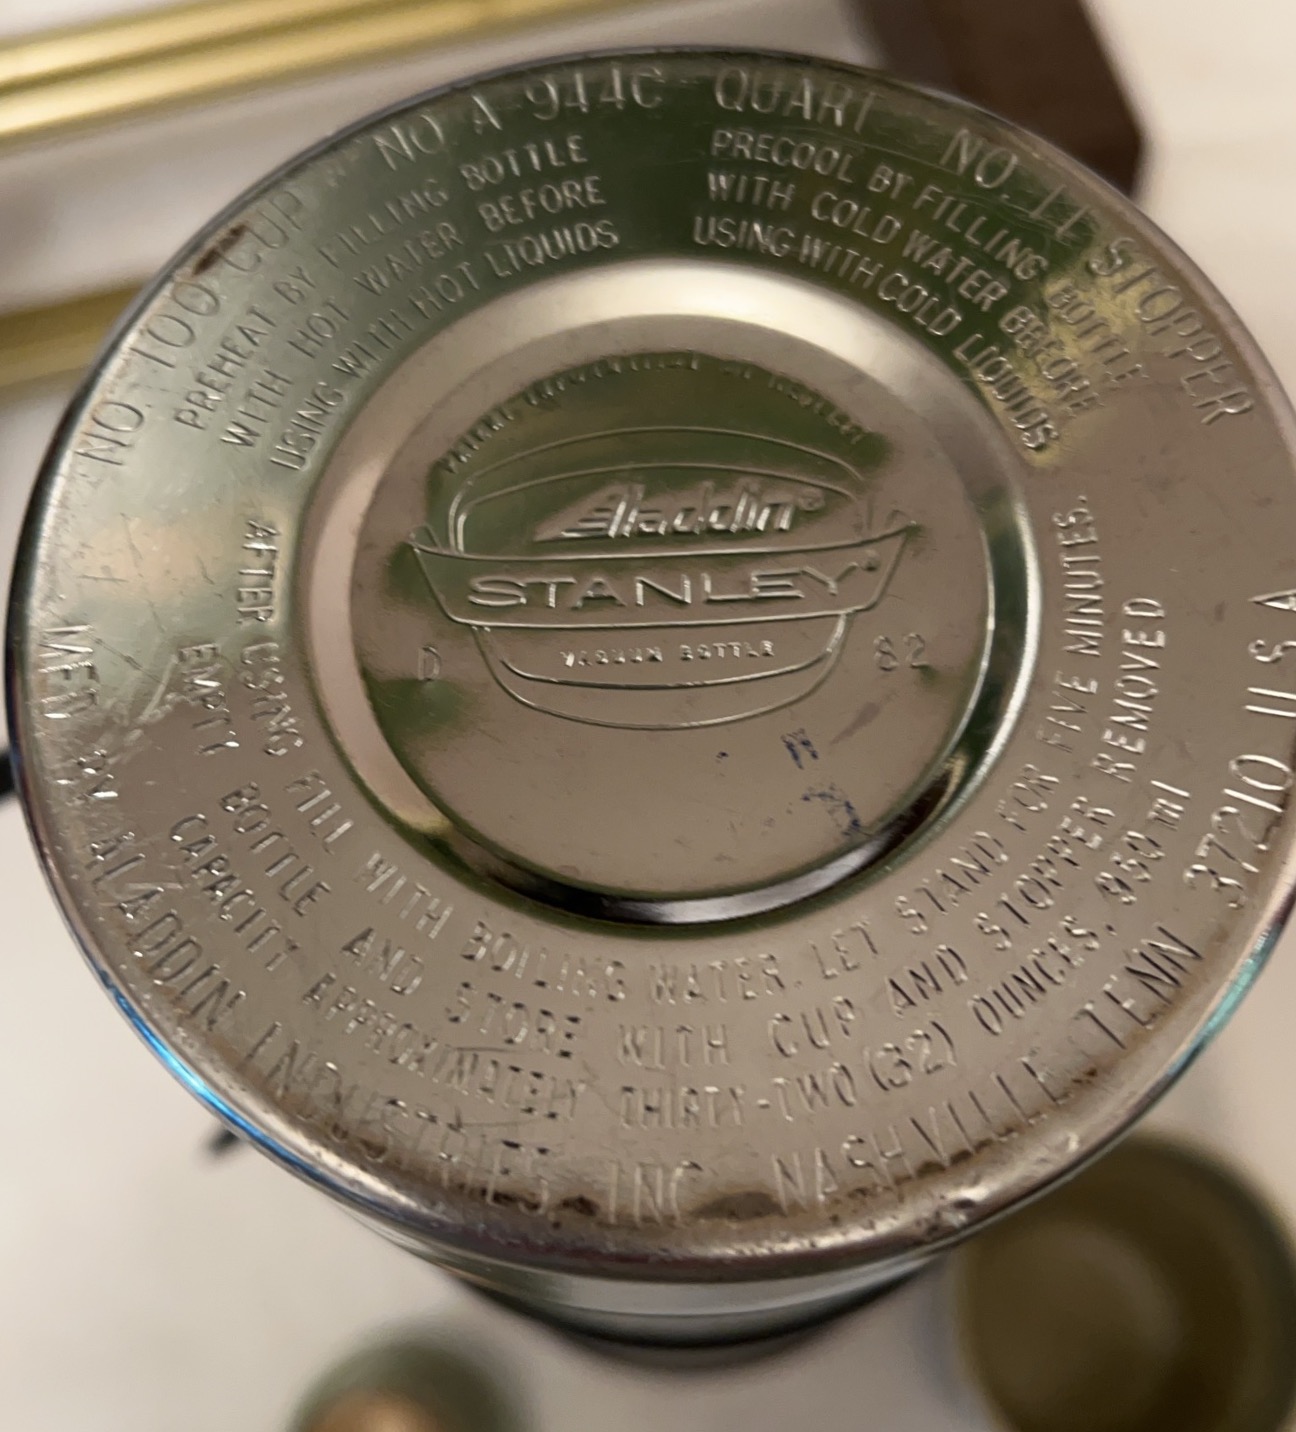 NO. 100 CUP NO A-944C QUART NO. 11 STOPPER
PREHEAT BY FILLING BOTTLE
WITH HOT WATER BEFORE
USING WITH HOT LIQUIDS
PRECOOL BY FILLING BOTTLE
WITH COLD WATER BEFORE
USING WITH COLD LIQUIDS
Aladdin®
STANLEY®
VACUUM BOTTLE
D 82
AFTER USING FILL WITH BOILING WATER. LET STAND FOR FIVE MINUTES.
EMPTY BOTTLE AND STORE WITH CUP AND STOPPER REMOVED
CAPACITY APPROXIMATELY THIRTY-TWO (32) OUNCES. 950 ml
MFD BY ALADDIN INDUSTRIES, INC NASHVILLE TENN 37210 U S A